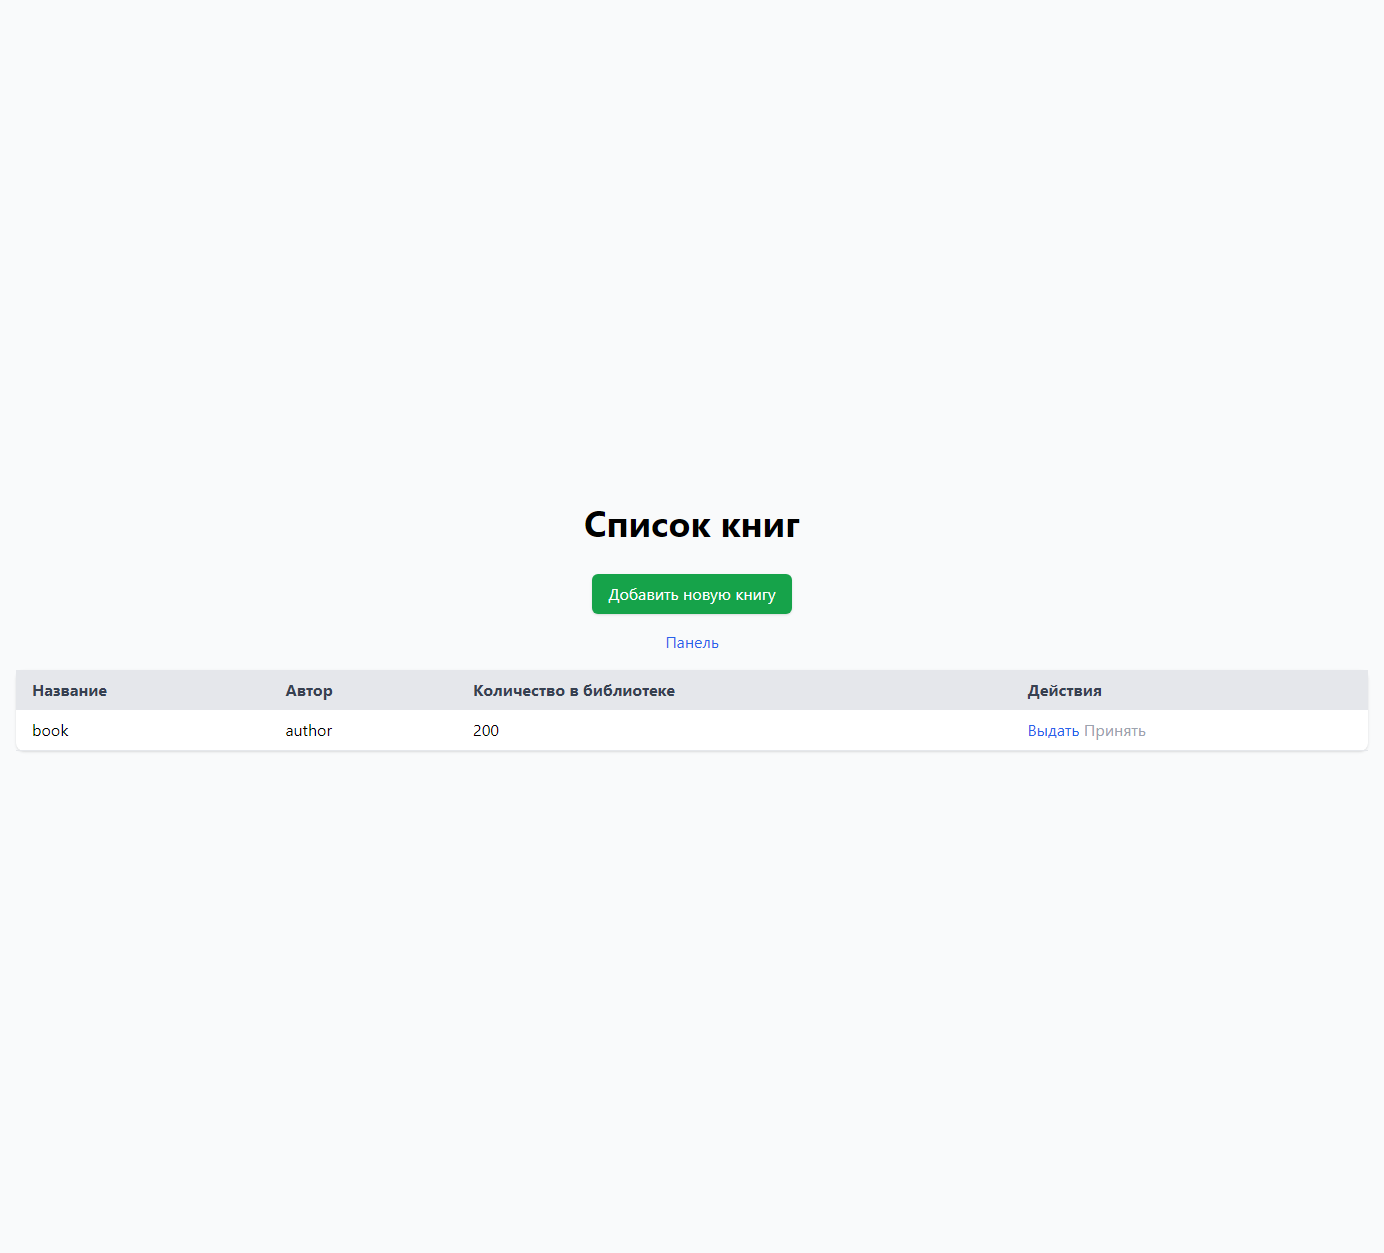 Список книг
Добавить новую книгу
Панель
Название Автор Количество в библиотеке Действия
book author 200 Выдать Принять